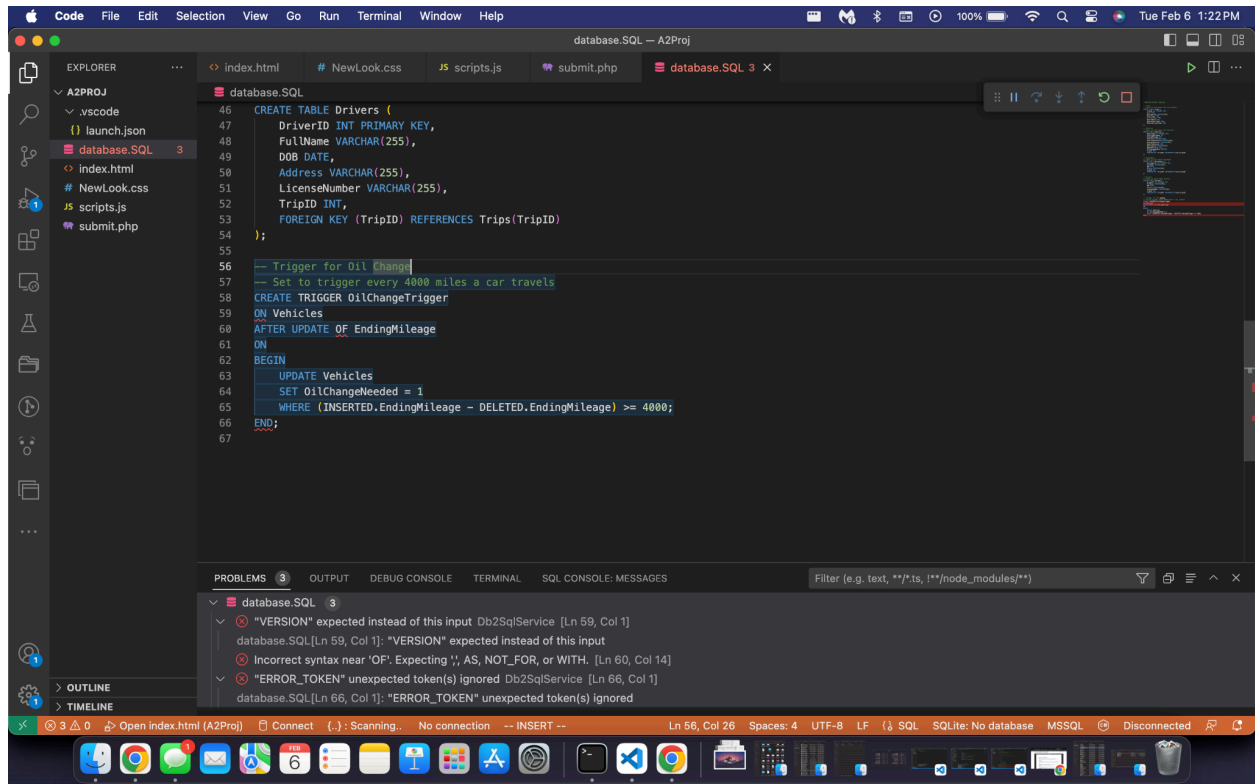 Code File Edit Selection View Go Run Terminal Window Help 100% Tue Feb 6 1:22 PM
database.SQL — A2Proj
EXPLORER
index.html
NewLook.css
scripts.js
submit.php
database.SQL 3
A2PROJ
.vscode
launch.json
database.SQL 3
index.html
NewLook.css
scripts.js
submit.php
database.SQL
46 CREATE TABLE Drivers (
47 DriverID INT PRIMARY KEY,
48 FullName VARCHAR(255),
49 DOB DATE,
50 Address VARCHAR(255),
51 LicenseNumber VARCHAR(255),
52 TripID INT,
53 FOREIGN KEY (TripID) REFERENCES Trips(TripID)
54 );
55
56 -- Trigger for Oil Change
57 -- Set to trigger every 4000 miles a car travels
58 CREATE TRIGGER OilChangeTrigger
59 ON Vehicles
60 AFTER UPDATE OF EndingMileage
61 ON
62 BEGIN
63 UPDATE Vehicles
64 SET OilChangeNeeded = 1
65 WHERE (INSERTED.EndingMileage - DELETED.EndingMileage) >= 4000;
66 END;
67
PROBLEMS 3 OUTPUT DEBUG CONSOLE TERMINAL SQL CONSOLE: MESSAGES Filter (e.g. text, **/*.ts, !**/node_modules/**)
database.SQL 3
"VERSION" expected instead of this input Db2SqlService [Ln 59, Col 1]
database.SQL[Ln 59, Col 1]: "VERSION" expected instead of this input
Incorrect syntax near 'OF'. Expecting ',', AS, NOT_FOR, or WITH. [Ln 60, Col 14]
"ERROR_TOKEN" unexpected token(s) ignored Db2SqlService [Ln 66, Col 1]
database.SQL[Ln 66, Col 1]: "ERROR_TOKEN" unexpected token(s) ignored
OUTLINE
TIMELINE
3 0 Open index.html (A2Proj) Connect {..} : Scanning.. No connection -- INSERT -- Ln 56, Col 26 Spaces: 4 UTF-8 LF SQL SQLite: No database MSSQL Disconnected
FEB
6
1